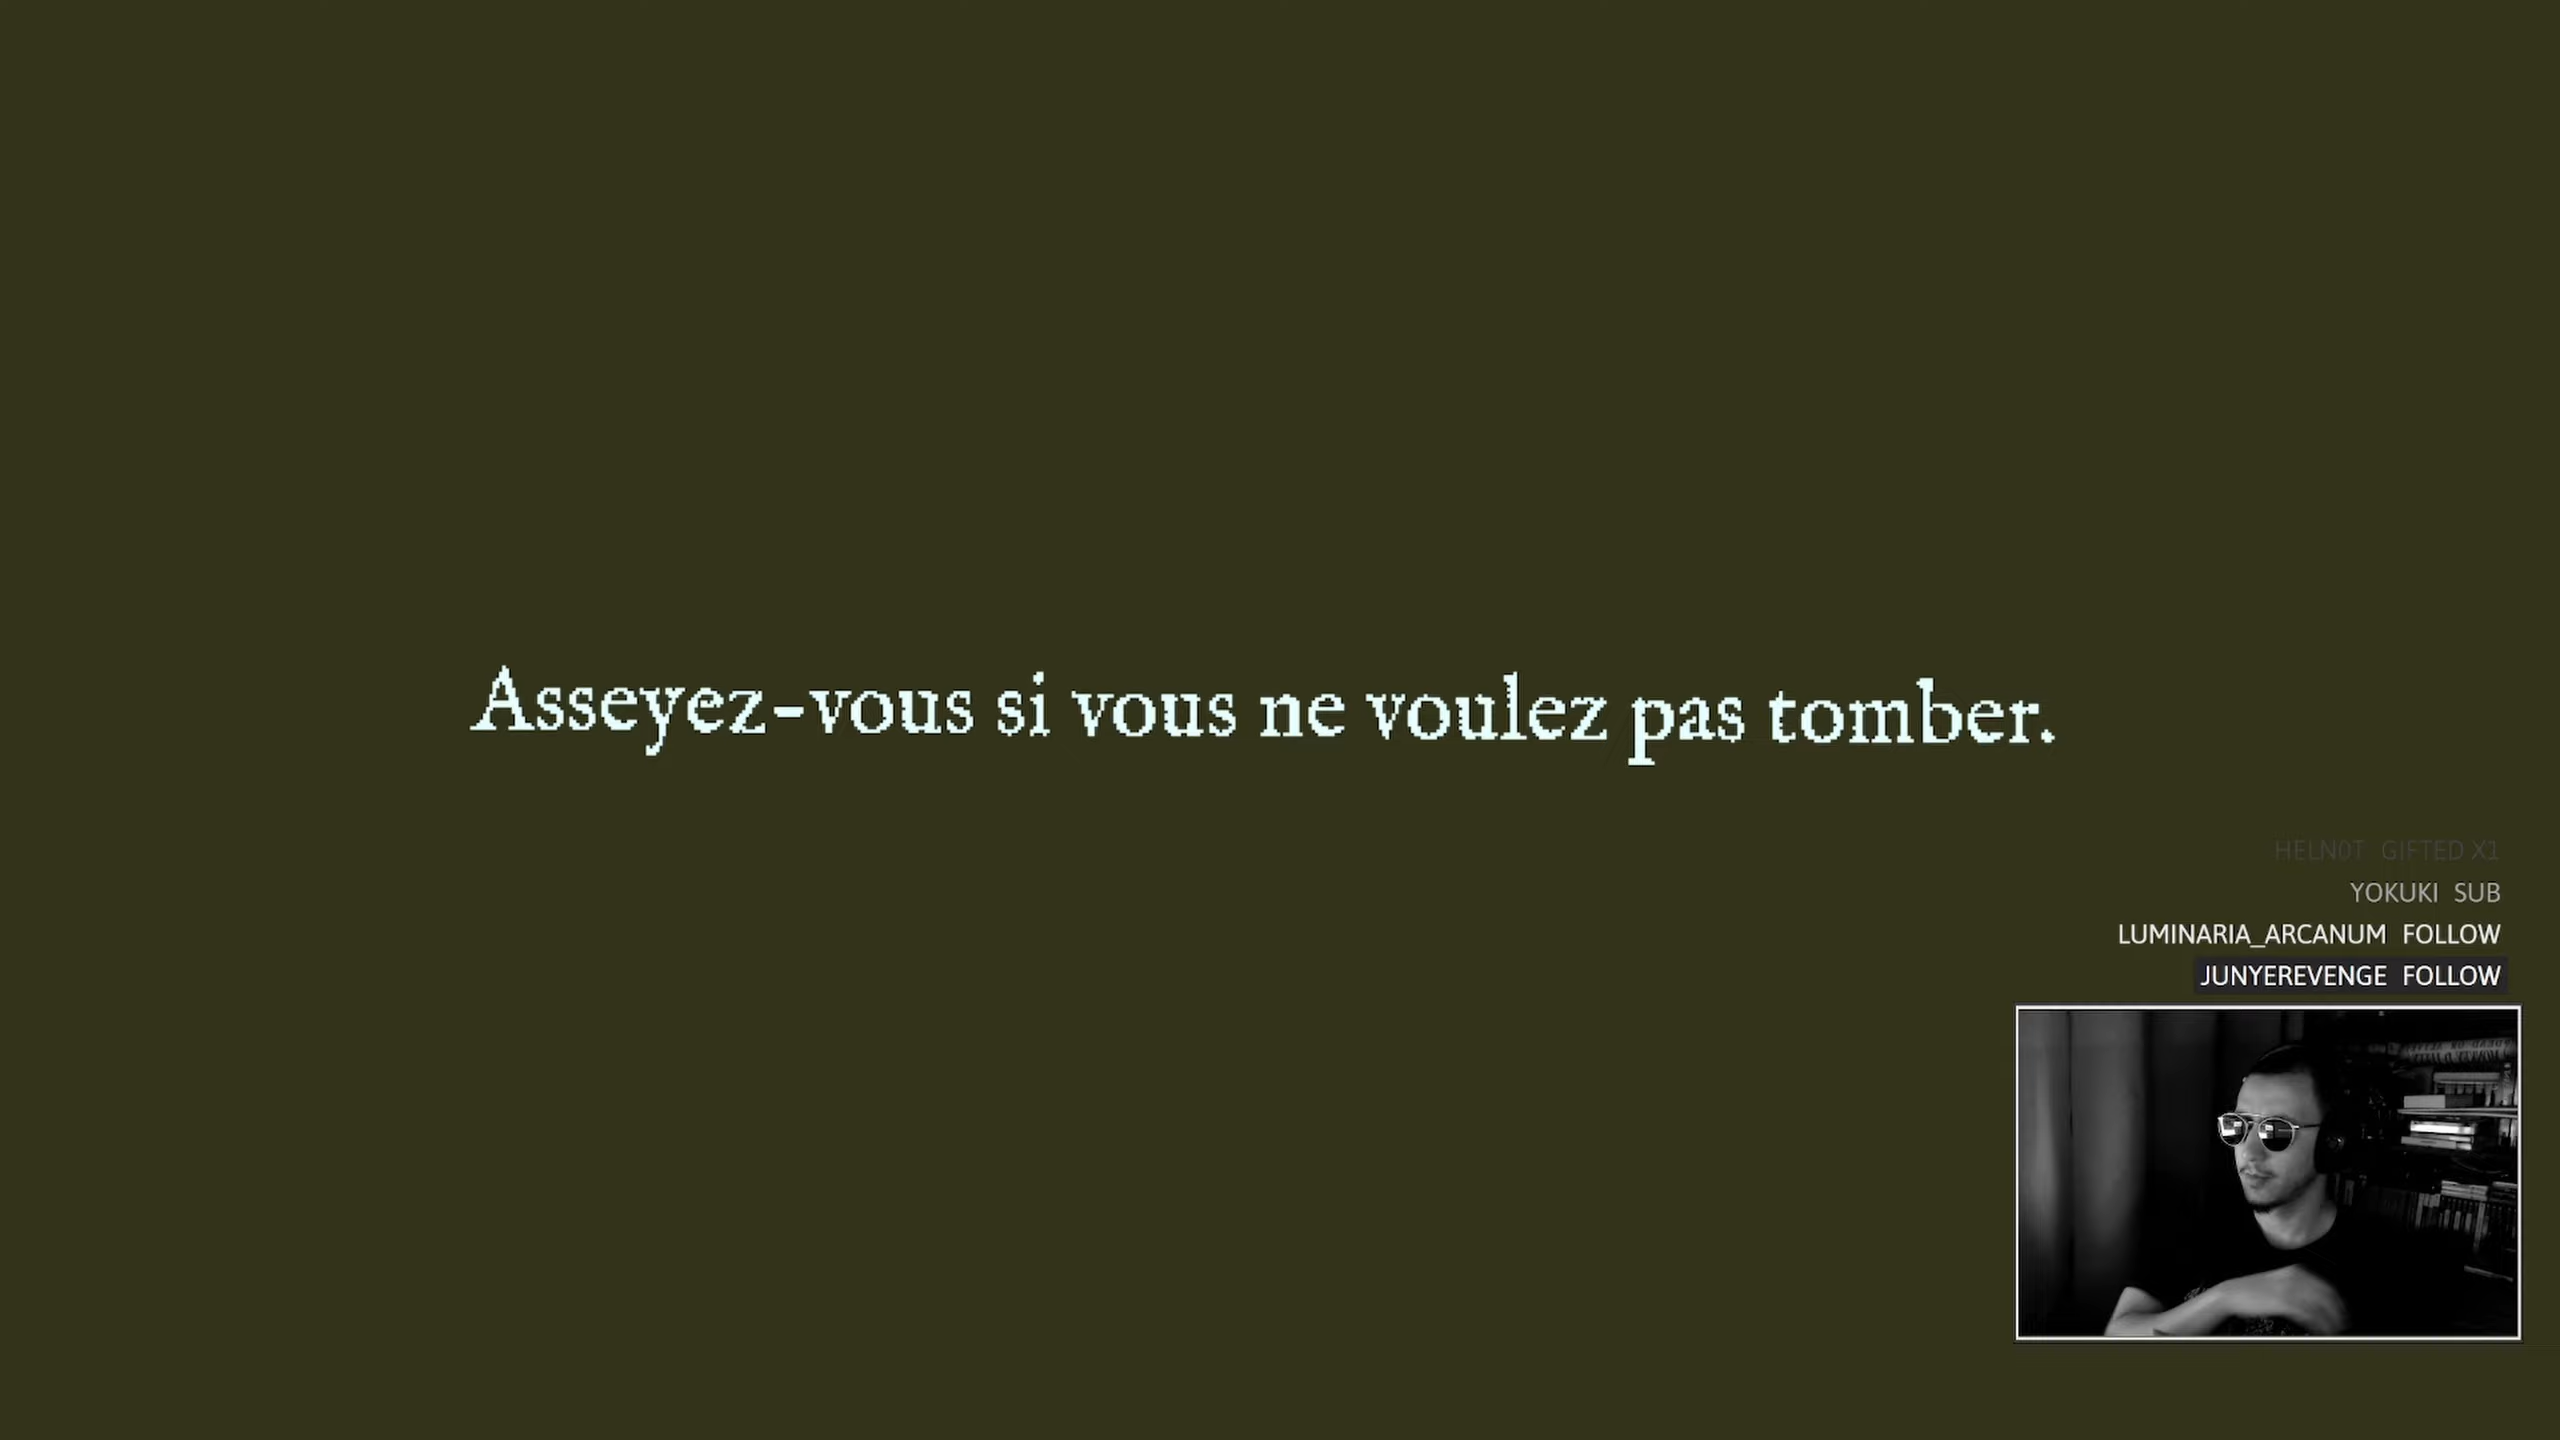 Asseyez-vous si vous ne voulez pas tomber.
HELN0T GIFTED X1
YOKUKI SUB
LUMINARIA_ARCANUM FOLLOW
JUNYEREVENGE FOLLOW